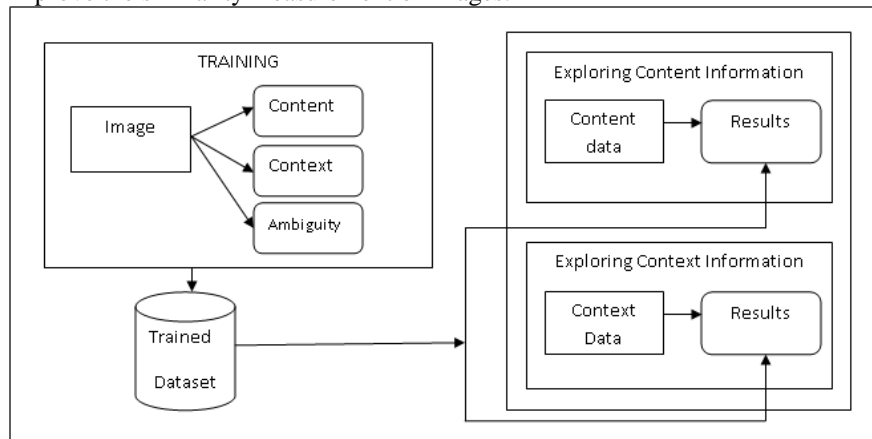 TRAINING
Image
Content
Context
Ambiguity
Trained
Dataset
Exploring Content Information
Content
data
Results
Exploring Context Information
Context
Data
Results